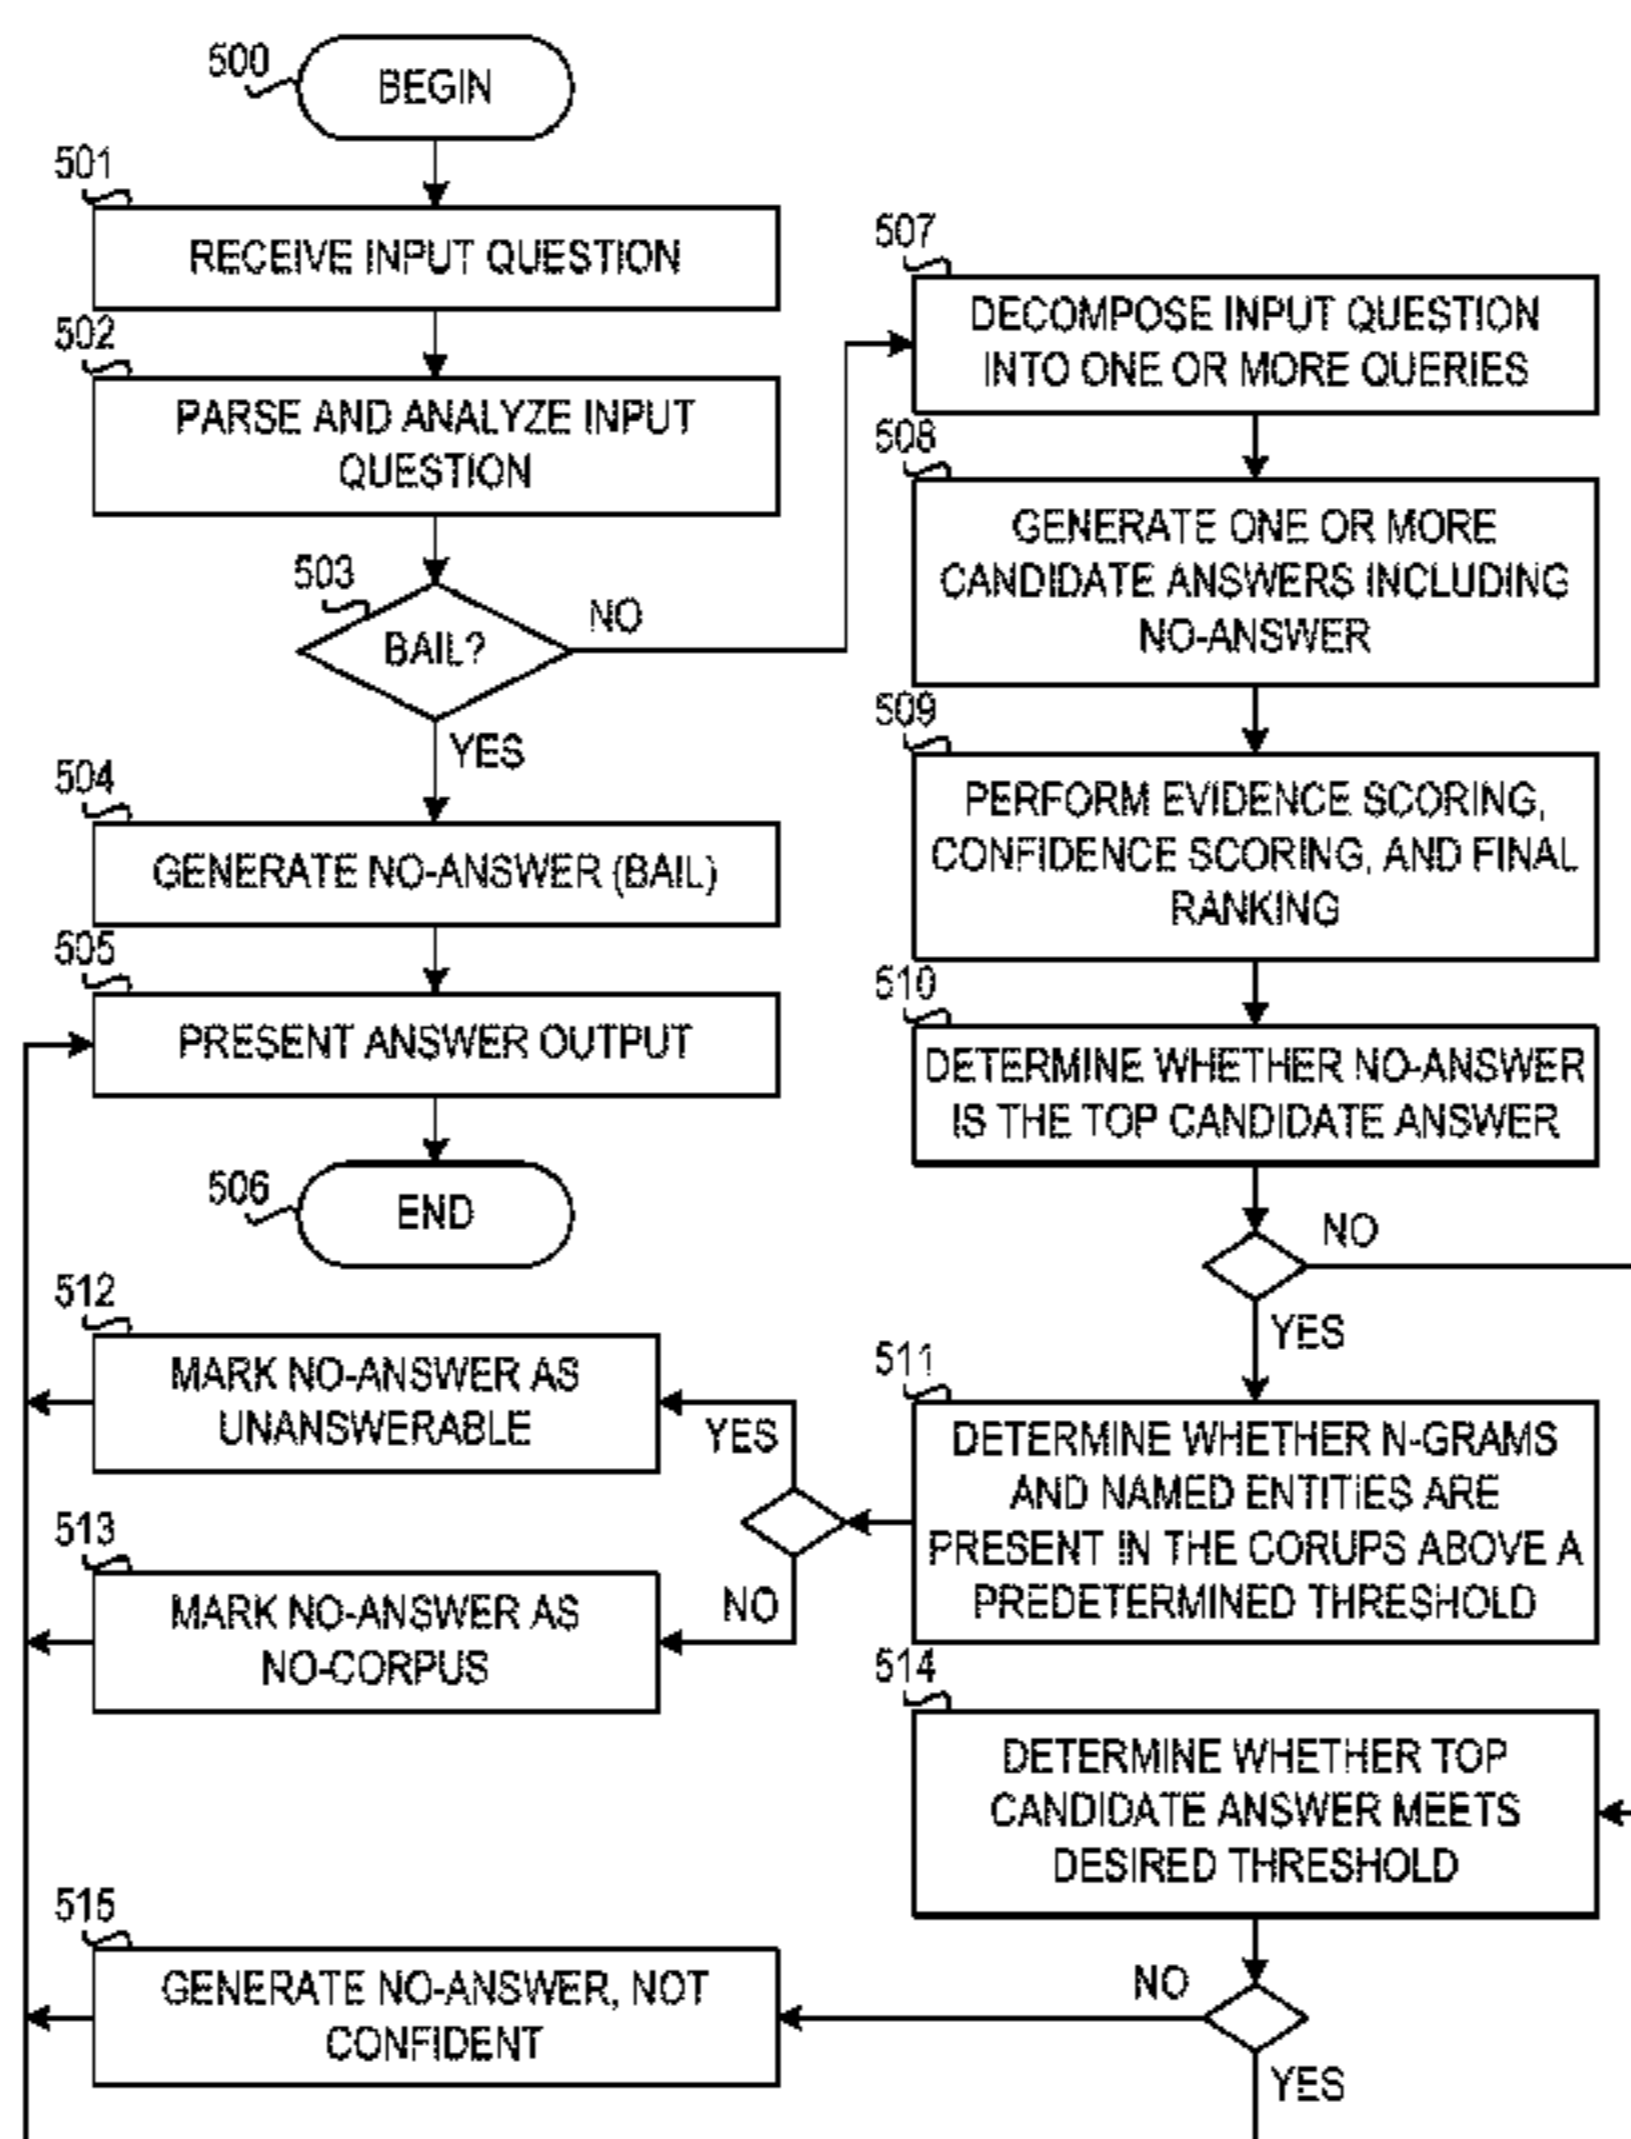 500
BEGIN
501
RECEIVE INPUT QUESTION
502
PARSE AND ANALYZE INPUT
QUESTION
503
BAIL?
NO
YES
504
GENERATE NO-ANSWER (BAIL)
505
PRESENT ANSWER OUTPUT
506
END
507
DECOMPOSE INPUT QUESTION
INTO ONE OR MORE QUERIES
508
GENERATE ONE OR MORE
CANDIDATE ANSWERS INCLUDING
NO-ANSWER
509
PERFORM EVIDENCE SCORING,
CONFIDENCE SCORING, AND FINAL
RANKING
510
DETERMINE WHETHER NO-ANSWER
IS THE TOP CANDIDATE ANSWER
NO
YES
511
DETERMINE WHETHER N-GRAMS
AND NAMED ENTITIES ARE
PRESENT IN THE CORUPS ABOVE A
PREDETERMINED THRESHOLD
YES
NO
512
MARK NO-ANSWER AS
UNANSWERABLE
513
MARK NO-ANSWER AS
NO-CORPUS
514
DETERMINE WHETHER TOP
CANDIDATE ANSWER MEETS
DESIRED THRESHOLD
NO
YES
515
GENERATE NO-ANSWER, NOT
CONFIDENT